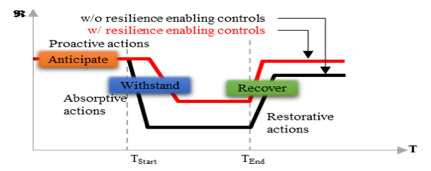 ℜ
w/o resilience enabling controls
w/ resilience enabling controls
Proactive actions
Anticipate
Withstand
Recover
Absorptive
actions
Restorative
actions
T
TStart
TEnd